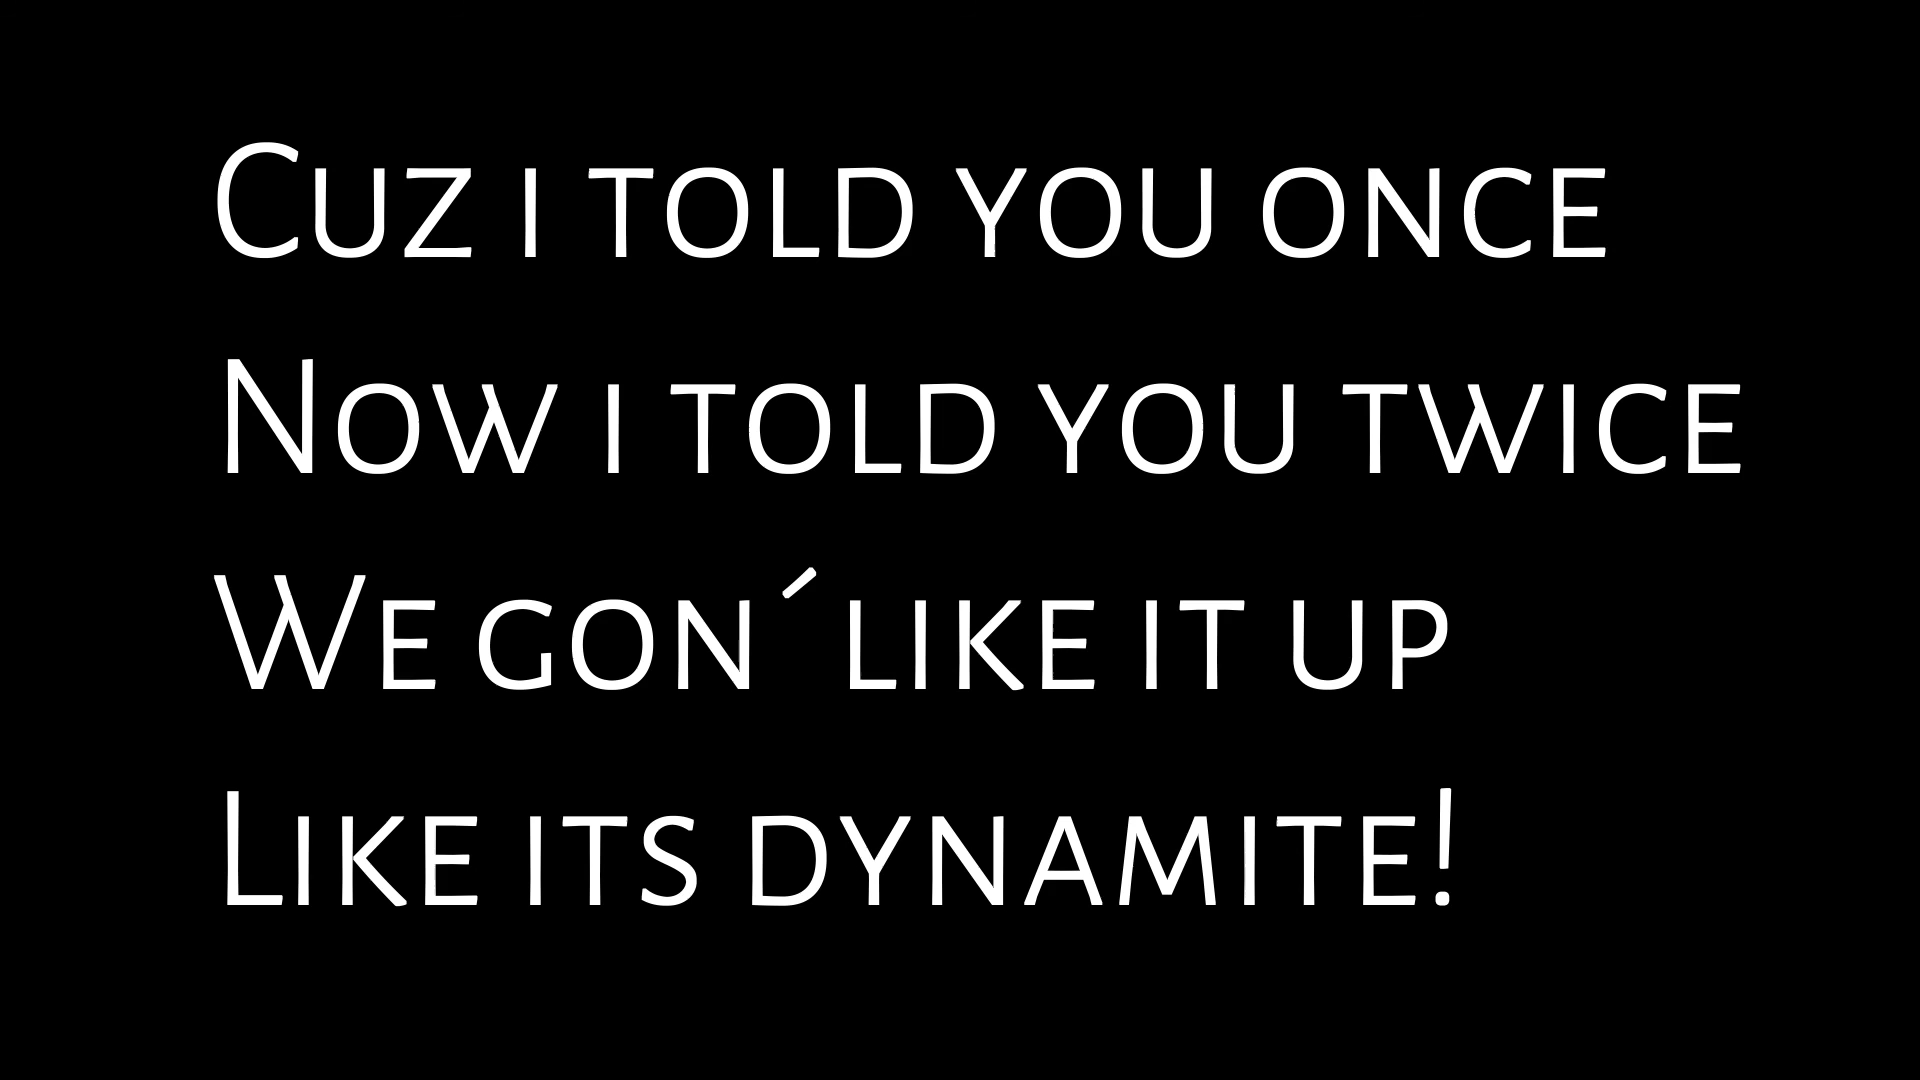 Cuz i told you once
Now i told you twice
We gon´like it up
Like its dynamite!